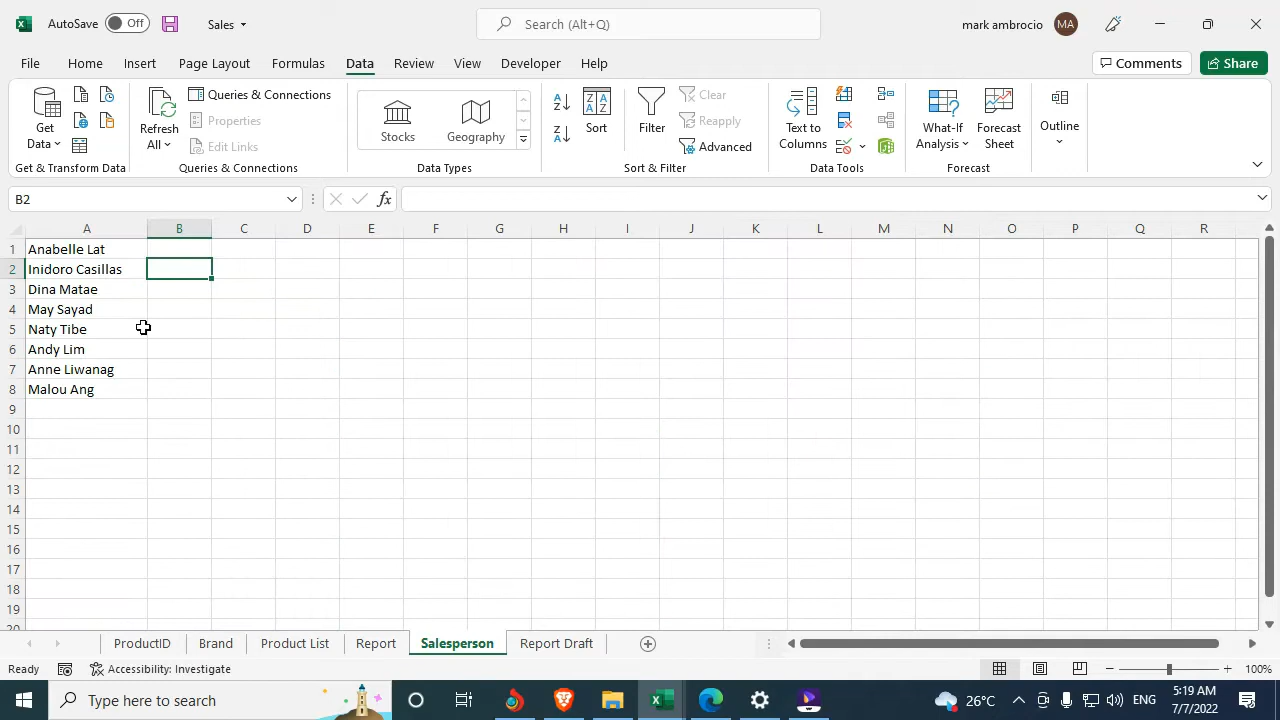 AutoSave Off Sales Search (Alt+Q) mark ambrocio MA
File Home Insert Page Layout Formulas Data Review View Developer Help Comments Share
Get Data
Refresh All
Queries & Connections
Properties
Edit Links
Stocks
Geography
Sort
Filter
Clear
Reapply
Advanced
Text to Columns
What-If Analysis
Forecast Sheet
Outline
Get & Transform Data Queries & Connections Data Types Sort & Filter Data Tools Forecast
B2 fx
A B C D E F G H I J K L M N O P Q R
1 Anabelle Lat
2 Inidoro Casillas
3 Dina Matae
4 May Sayad
5 Naty Tibe
6 Andy Lim
7 Anne Liwanag
8 Malou Ang
9
10
11
12
13
14
15
16
17
18
19
20
ProductID Brand Product List Report Salesperson Report Draft
Ready Accessibility: Investigate 100%
Type here to search 26°C ENG 5:19 AM
7/7/2022